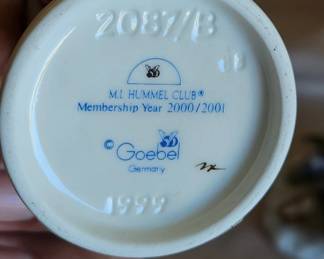 2087/B
M.I. HUMMEL CLUB®
Membership Year 2000/2001
© Goebel
Germany
1999